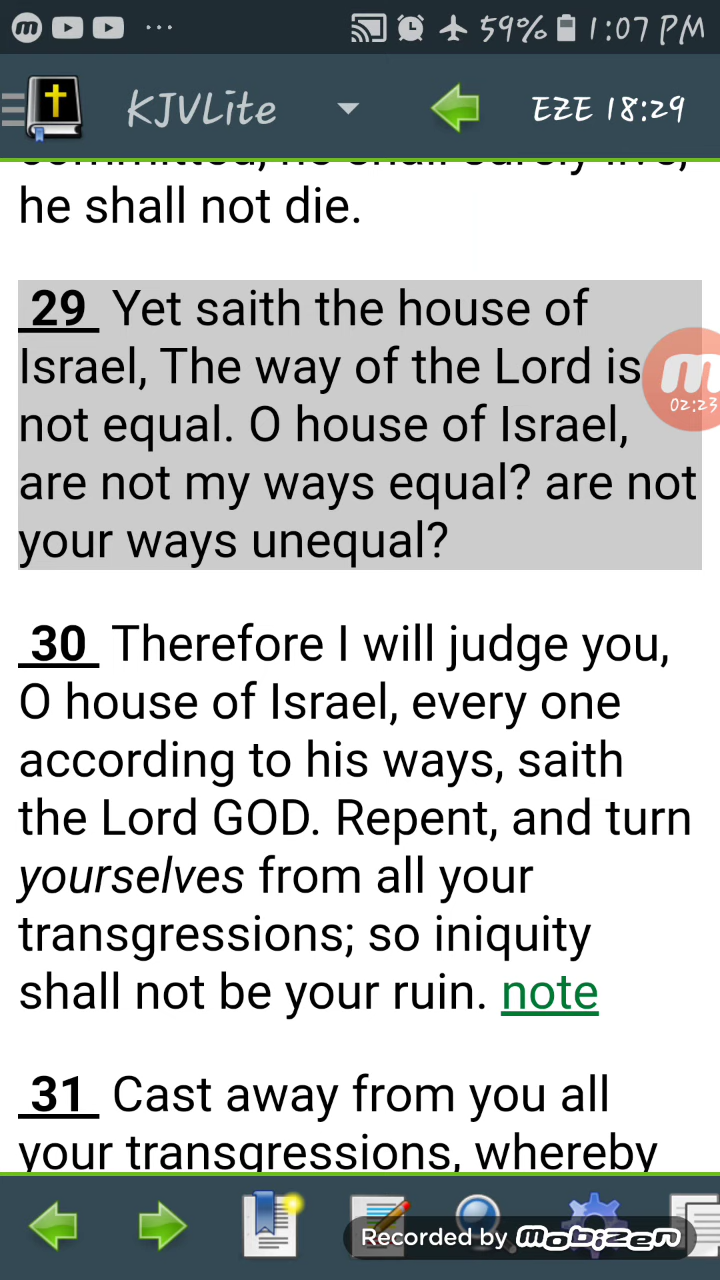 m ... 59% 1:07 PM
KJVLite EZE 18:29
he shall not die.
29 Yet saith the house of
Israel, The way of the Lord is
not equal. O house of Israel,
are not my ways equal? are not
your ways unequal?
m
02:23
30 Therefore I will judge you,
O house of Israel, every one
according to his ways, saith
the Lord GOD. Repent, and turn
yourselves from all your
transgressions; so iniquity
shall not be your ruin. note
31 Cast away from you all
your transgressions, whereby
Recorded by mobizen